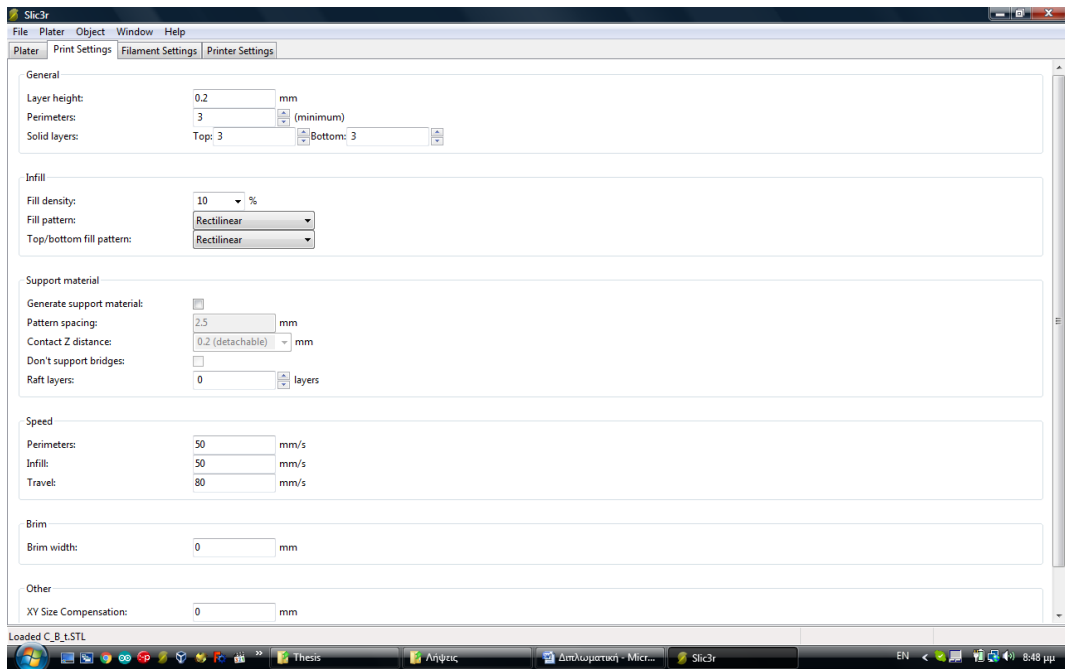 Slic3r
File Plater Object Window Help
Plater Print Settings Filament Settings Printer Settings
General
Layer height: 0.2 mm
Perimeters: 3 (minimum)
Solid layers: Top: 3 Bottom: 3
Infill
Fill density: 10 %
Fill pattern: Rectilinear
Top/bottom fill pattern: Rectilinear
Support material
Generate support material:
Pattern spacing: 2.5 mm
Contact Z distance: 0.2 (detachable) mm
Don't support bridges:
Raft layers: 0 layers
Speed
Perimeters: 50 mm/s
Infill: 50 mm/s
Travel: 80 mm/s
Brim
Brim width: 0 mm
Other
XY Size Compensation: 0 mm
Loaded C_B_t.STL
Thesis Λήψεις Διπλωματική - Micr... Slic3r EN 8:48 μμ